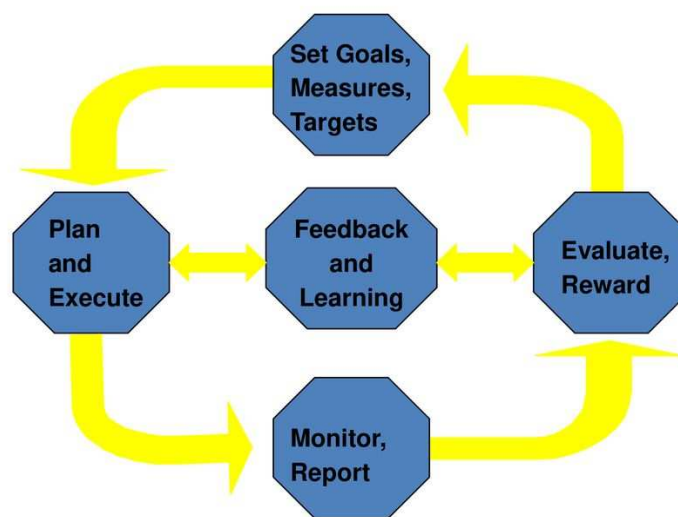 Set Goals,
Measures,
Targets
Plan
and
Execute
Feedback
and
Learning
Evaluate,
Reward
Monitor,
Report